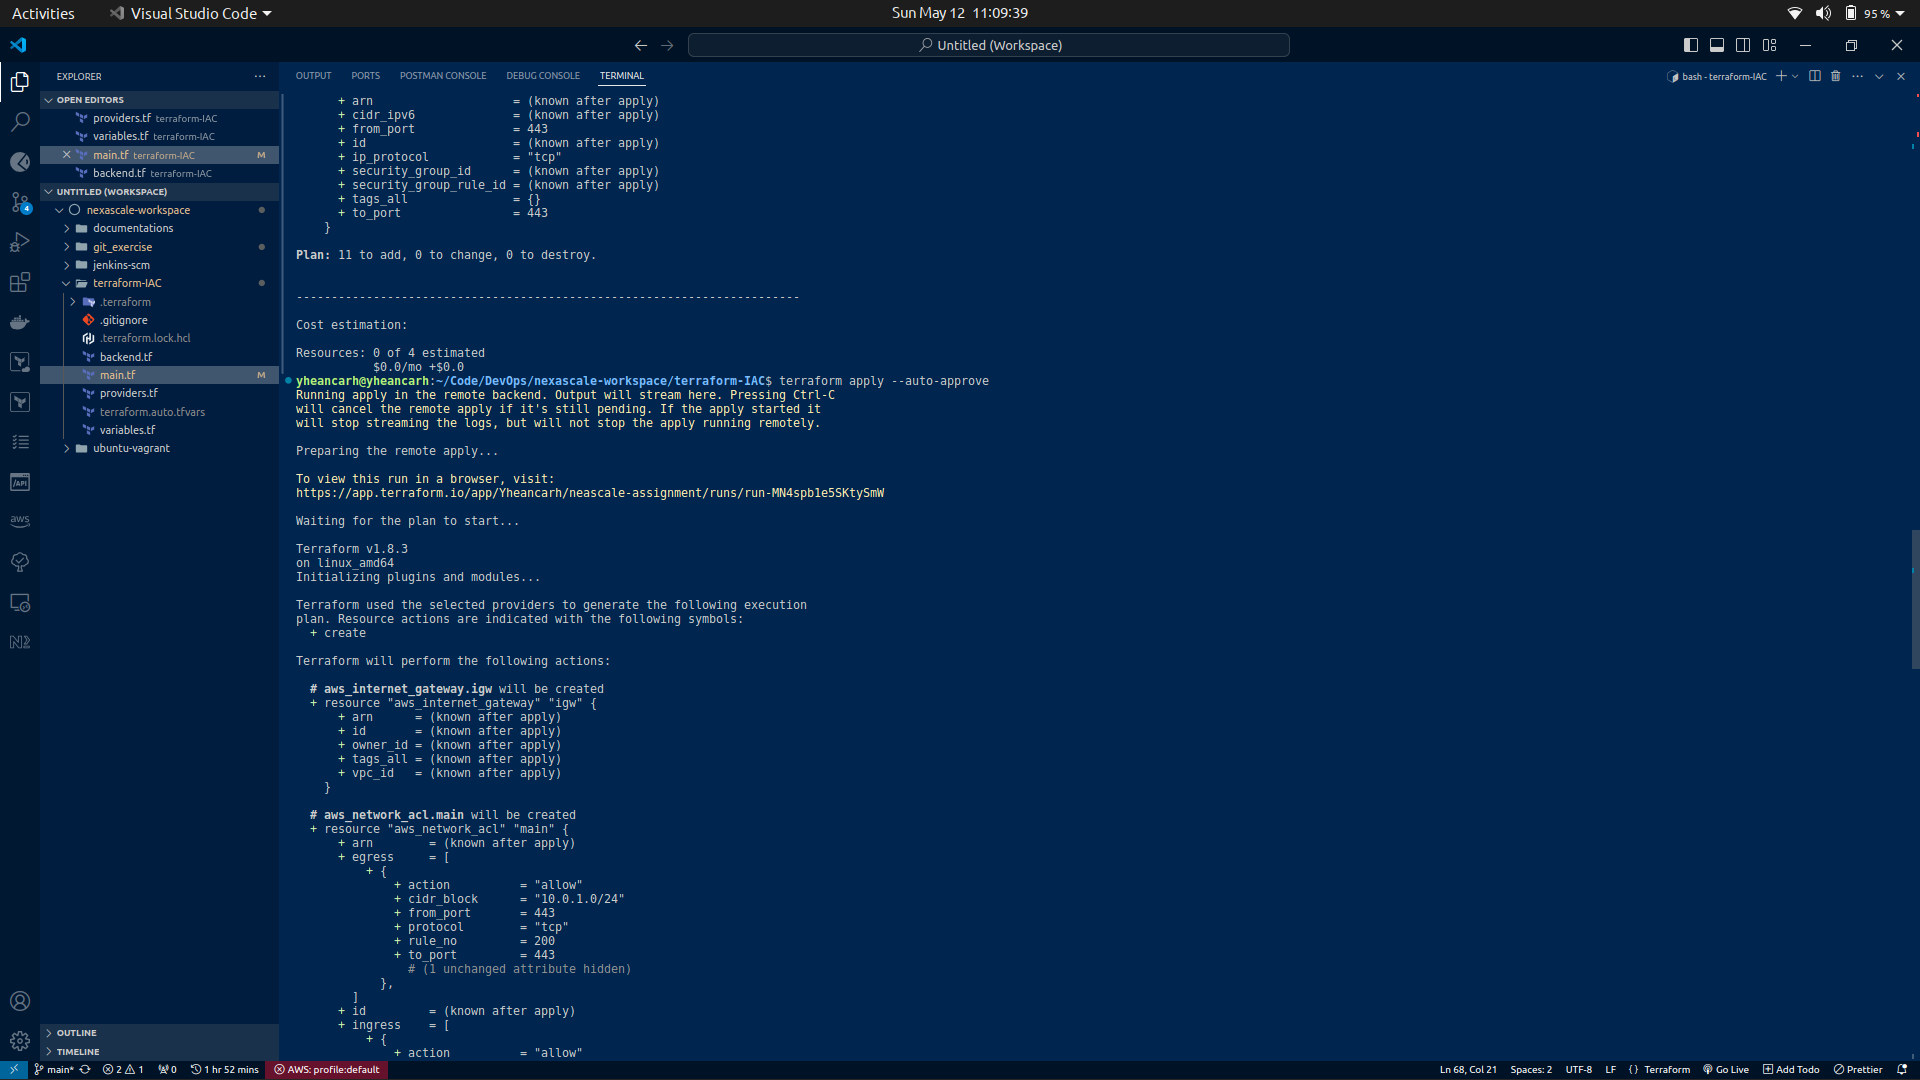 Activities
Visual Studio Code
Sun May 12 11:09:39
95 %
Untitled (Workspace)
EXPLORER
OPEN EDITORS
providers.tf terraform-IAC
variables.tf terraform-IAC
main.tf terraform-IAC M
backend.tf terraform-IAC
UNTITLED (WORKSPACE)
nexascale-workspace
documentations
git_exercise
jenkins-scm
terraform-IAC
.terraform
.gitignore
.terraform.lock.hcl
backend.tf
main.tf M
providers.tf
terraform.auto.tfvars
variables.tf
ubuntu-vagrant
OUTLINE
TIMELINE
4
/API
aws
OUTPUT PORTS POSTMAN CONSOLE DEBUG CONSOLE TERMINAL
bash - terraform-IAC
+ arn = (known after apply)
+ cidr_ipv6 = (known after apply)
+ from_port = 443
+ id = (known after apply)
+ ip_protocol = "tcp"
+ security_group_id = (known after apply)
+ security_group_rule_id = (known after apply)
+ tags_all = {}
+ to_port = 443
}
Plan: 11 to add, 0 to change, 0 to destroy.
------------------------------------------------------------------------
Cost estimation:
Resources: 0 of 4 estimated
$0.0/mo +$0.0
yheancarh@yheancarh:~/Code/DevOps/nexascale-workspace/terraform-IAC$ terraform apply --auto-approve
Running apply in the remote backend. Output will stream here. Pressing Ctrl-C
will cancel the remote apply if it's still pending. If the apply started it
will stop streaming the logs, but will not stop the apply running remotely.
Preparing the remote apply...
To view this run in a browser, visit:
https://app.terraform.io/app/Yheancarh/neascale-assignment/runs/run-MN4spb1e5SKtySmW
Waiting for the plan to start...
Terraform v1.8.3
on linux_amd64
Initializing plugins and modules...
Terraform used the selected providers to generate the following execution
plan. Resource actions are indicated with the following symbols:
+ create
Terraform will perform the following actions:
# aws_internet_gateway.igw will be created
+ resource "aws_internet_gateway" "igw" {
+ arn = (known after apply)
+ id = (known after apply)
+ owner_id = (known after apply)
+ tags_all = (known after apply)
+ vpc_id = (known after apply)
}
# aws_network_acl.main will be created
+ resource "aws_network_acl" "main" {
+ arn = (known after apply)
+ egress = [
+ {
+ action = "allow"
+ cidr_block = "10.0.1.0/24"
+ from_port = 443
+ protocol = "tcp"
+ rule_no = 200
+ to_port = 443
# (1 unchanged attribute hidden)
},
]
+ id = (known after apply)
+ ingress = [
+ {
+ action = "allow"
main* 2 1 0 1 hr 52 mins AWS: profile:default
Ln 68, Col 21 Spaces: 2 UTF-8 LF {} Terraform Go Live Add Todo Prettier